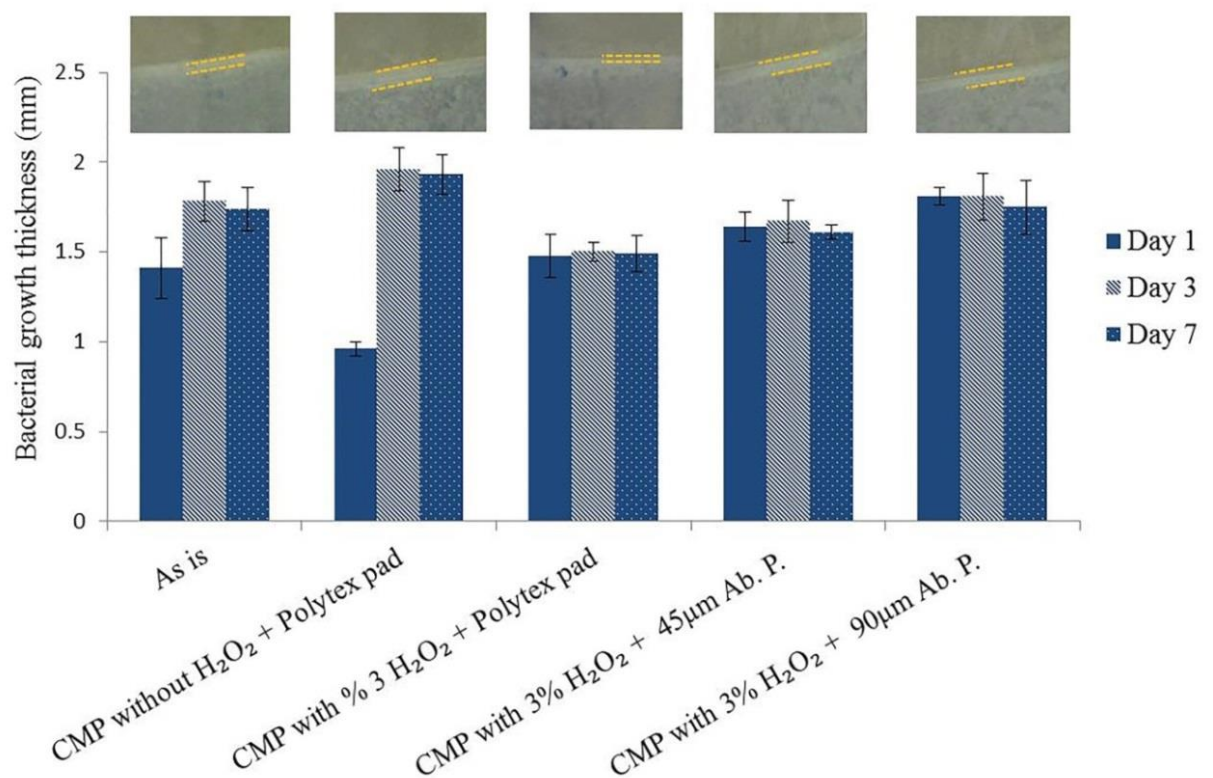 2.5
2
1.5
1
0.5
0
Bacterial growth thickness (mm)
As is
CMP without H₂O₂ + Polytex pad
CMP with % 3 H₂O₂ + Polytex pad
CMP with 3% H₂O₂ + 45μm Ab. P.
CMP with 3% H₂O₂ + 90μm Ab. P.
Day 1
Day 3
Day 7